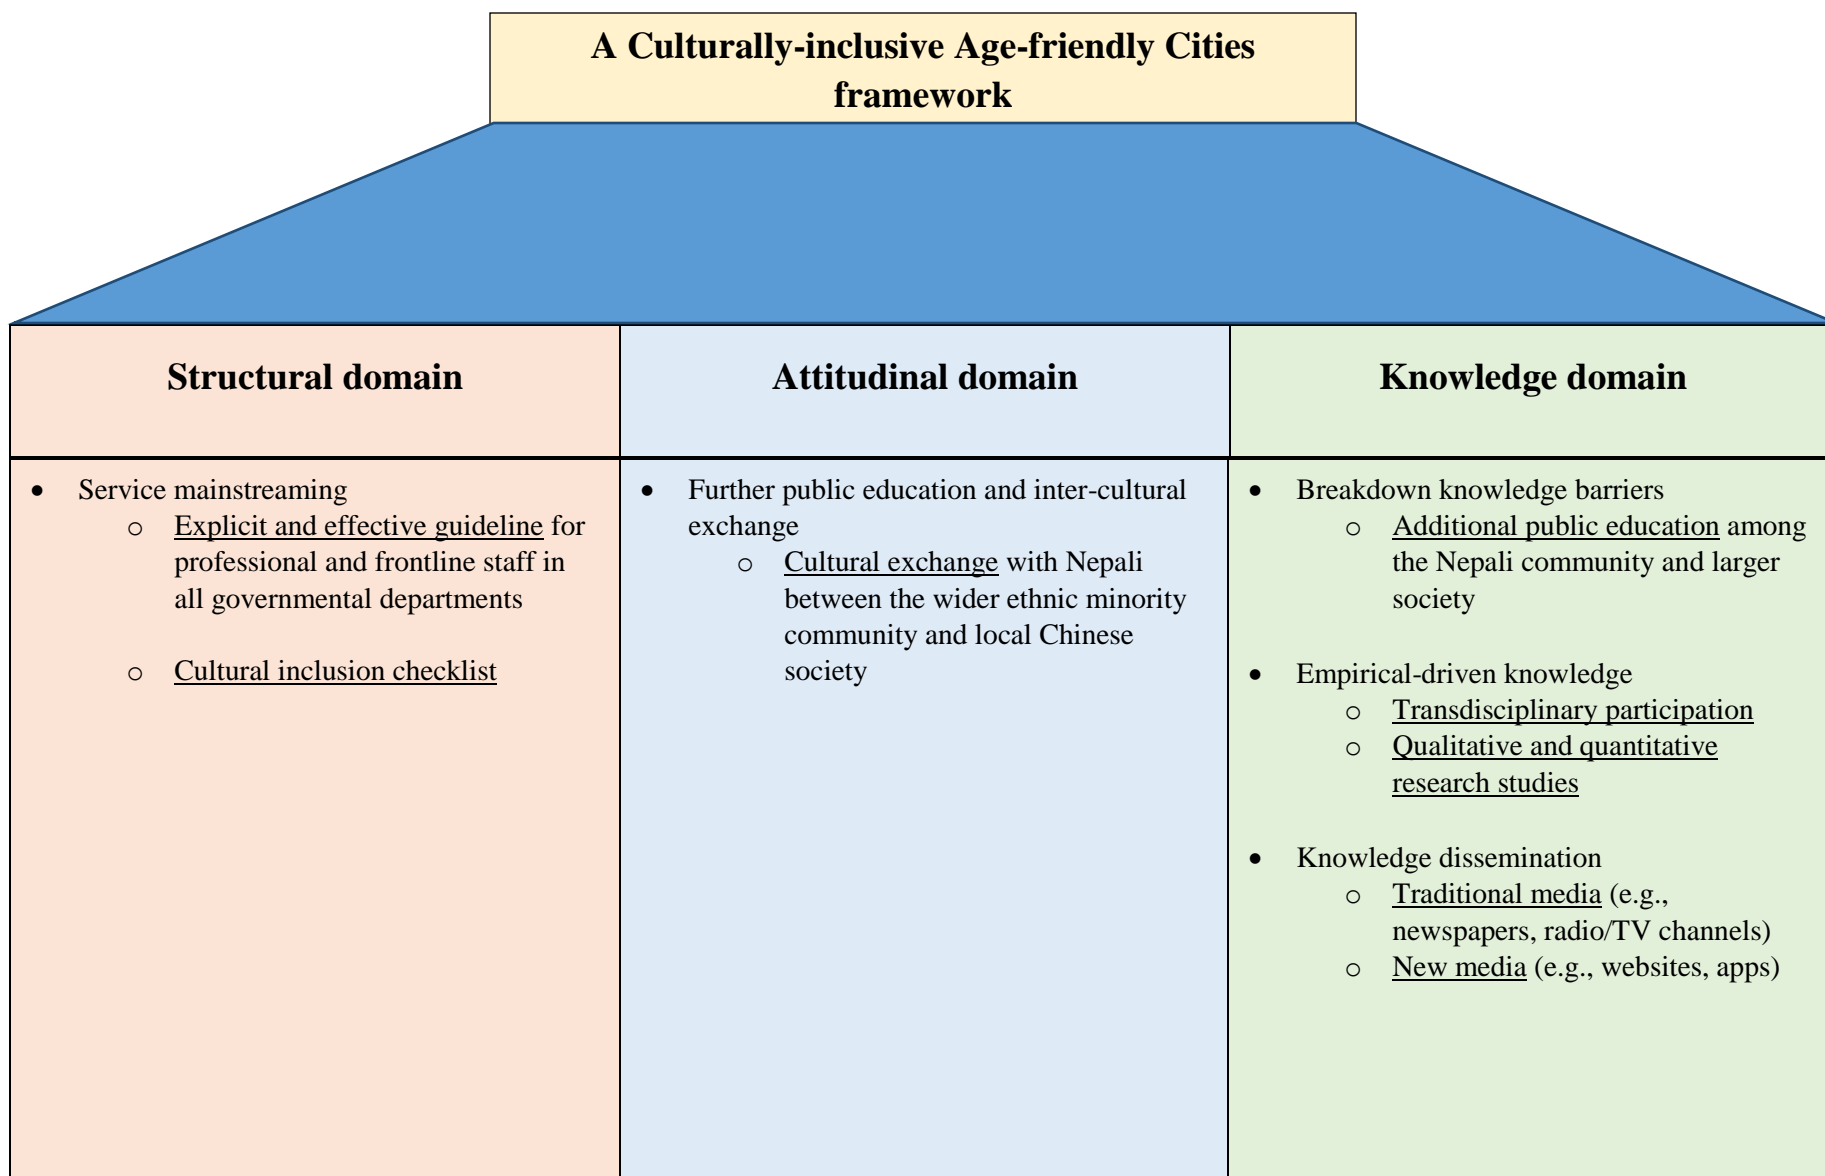 A Culturally-inclusive Age-friendly Cities
framework
Structural domain
Attitudinal domain
Knowledge domain
• Service mainstreaming
o Explicit and effective guideline for
professional and frontline staff in
all governmental departments
o Cultural inclusion checklist
• Further public education and inter-cultural
exchange
o Cultural exchange with Nepali
between the wider ethnic minority
community and local Chinese
society
• Breakdown knowledge barriers
o Additional public education among
the Nepali community and larger
society
• Empirical-driven knowledge
o Transdisciplinary participation
o Qualitative and quantitative
research studies
• Knowledge dissemination
o Traditional media (e.g.,
newspapers, radio/TV channels)
o New media (e.g., websites, apps)